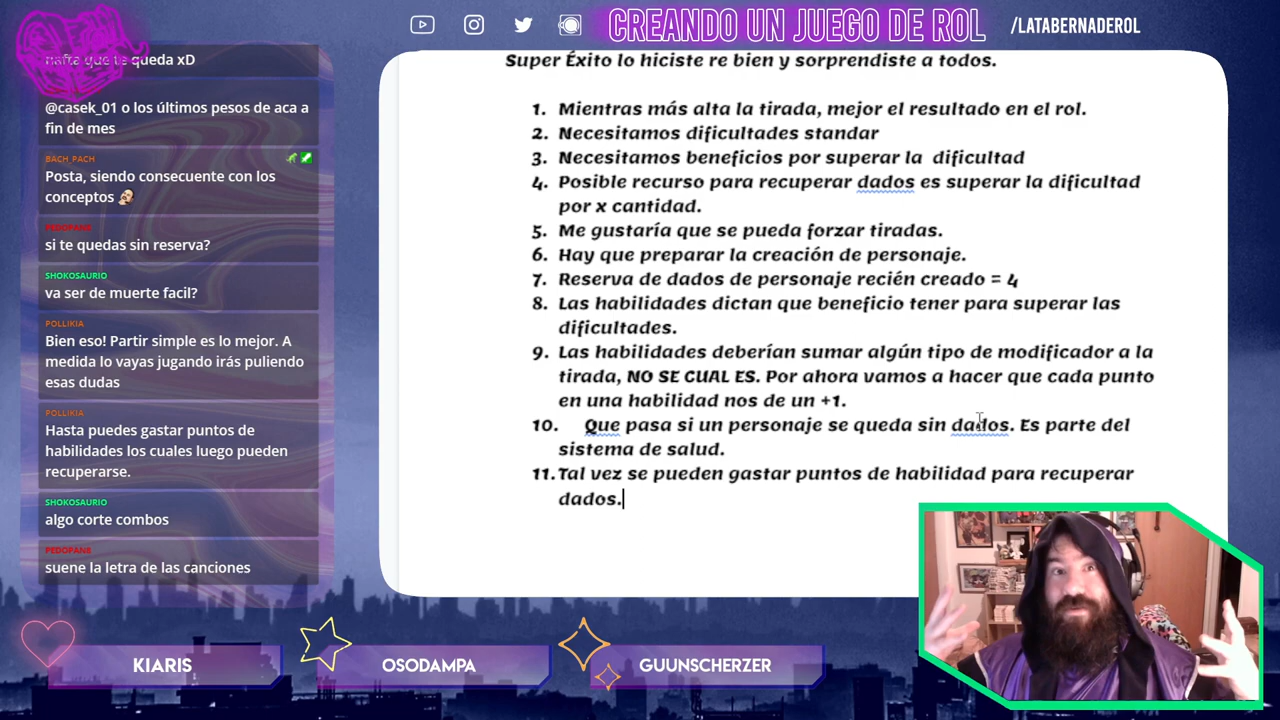 CREANDO UN JUEGO DE ROL
/LATABERNADEROL
nafta que te queda xD
@casek_01 o los últimos pesos de aca a
fin de mes
BACH_PACH
Posta, siendo consecuente con los
conceptos
si te quedas sin reserva?
SHOKOSAURIO
va ser de muerte facil?
POLLIKIA
Bien eso! Partir simple es lo mejor. A
medida lo vayas jugando irás puliendo
esas dudas
POLLIKIA
Hasta puedes gastar puntos de
habilidades los cuales luego pueden
recuperarse.
SHOKOSAURIO
algo corte combos
suene la letra de las canciones
Super Éxito lo hiciste re bien y sorprendiste a todos.
1. Mientras más alta la tirada, mejor el resultado en el rol.
2. Necesitamos dificultades standar
3. Necesitamos beneficios por superar la dificultad
4. Posible recurso para recuperar dados es superar la dificultad
por x cantidad.
5. Me gustaría que se pueda forzar tiradas.
6. Hay que preparar la creación de personaje.
7. Reserva de dados de personaje recién creado = 4
8. Las habilidades dictan que beneficio tener para superar las
dificultades.
9. Las habilidades deberían sumar algún tipo de modificador a la
tirada, NO SE CUAL ES. Por ahora vamos a hacer que cada punto
en una habilidad nos de un +1.
10. Que pasa si un personaje se queda sin dados. Es parte del
sistema de salud.
11. Tal vez se pueden gastar puntos de habilidad para recuperar
dados.
KIARIS
OSODAMPA
GUUNSCHERZER